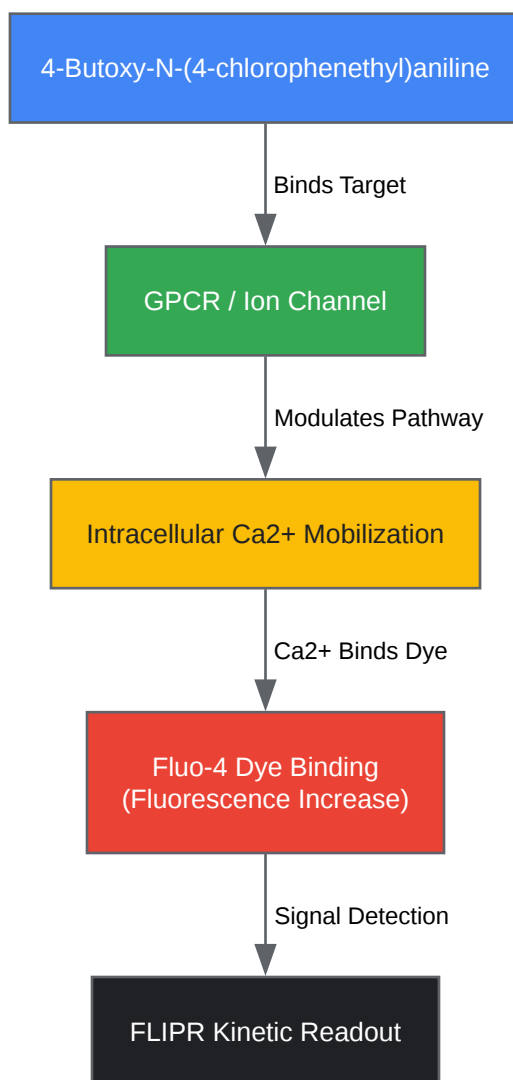 4-Butoxy-N-(4-chlorophenethyl)aniline
Binds Target
GPCR / Ion Channel
Modulates Pathway
Intracellular Ca2+ Mobilization
Ca2+ Binds Dye
Fluo-4 Dye Binding
(Fluorescence Increase)
Signal Detection
FLIPR Kinetic Readout